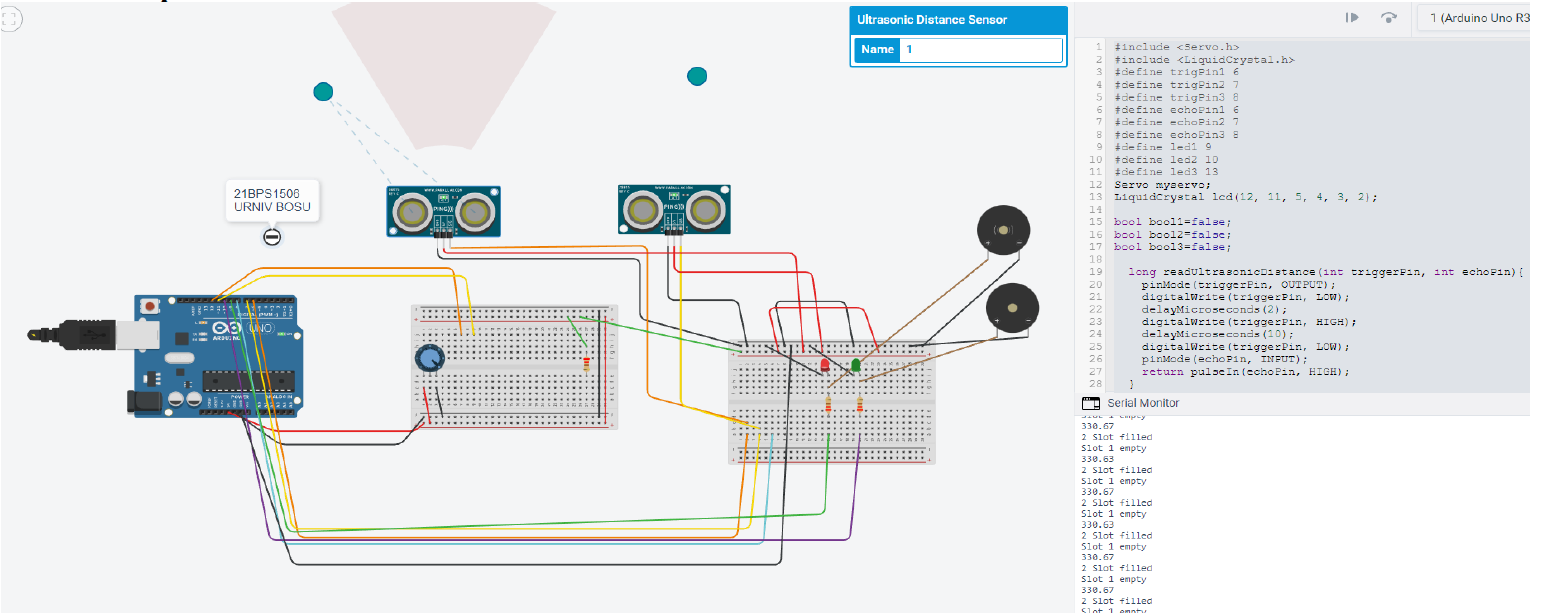 Ultrasonic Distance Sensor
Name 1
1 (Arduino Uno R3
21BPS1506
URNIV BOSU
PING)))
PING)))
UNO
ARDUINO
POWER
ANALOG IN
1 #include <Servo.h>
2 #include <LiquidCrystal.h>
3 #define trigPin1 6
4 #define trigPin2 7
5 #define trigPin3 8
6 #define echoPin1 6
7 #define echoPin2 7
8 #define echoPin3 8
9 #define led1 9
10 #define led2 10
11 #define led3 13
12 Servo myservo;
13 LiquidCrystal lcd(12, 11, 5, 4, 3, 2);
14
15 bool bool1=false;
16 bool bool2=false;
17 bool bool3=false;
18
19 long readUltrasonicDistance(int triggerPin, int echoPin){
20 pinMode(triggerPin, OUTPUT);
21 digitalWrite(triggerPin, LOW);
22 delayMicroseconds(2);
23 digitalWrite(triggerPin, HIGH);
24 delayMicroseconds(10);
25 digitalWrite(triggerPin, LOW);
26 pinMode(echoPin, INPUT);
27 return pulseIn(echoPin, HIGH);
28 }
Serial Monitor
Slot 1 empty
330.67
2 Slot filled
Slot 1 empty
330.63
2 Slot filled
Slot 1 empty
330.67
2 Slot filled
Slot 1 empty
330.63
2 Slot filled
Slot 1 empty
330.67
2 Slot filled
Slot 1 empty
330.67
2 Slot filled
Slot 1 empty